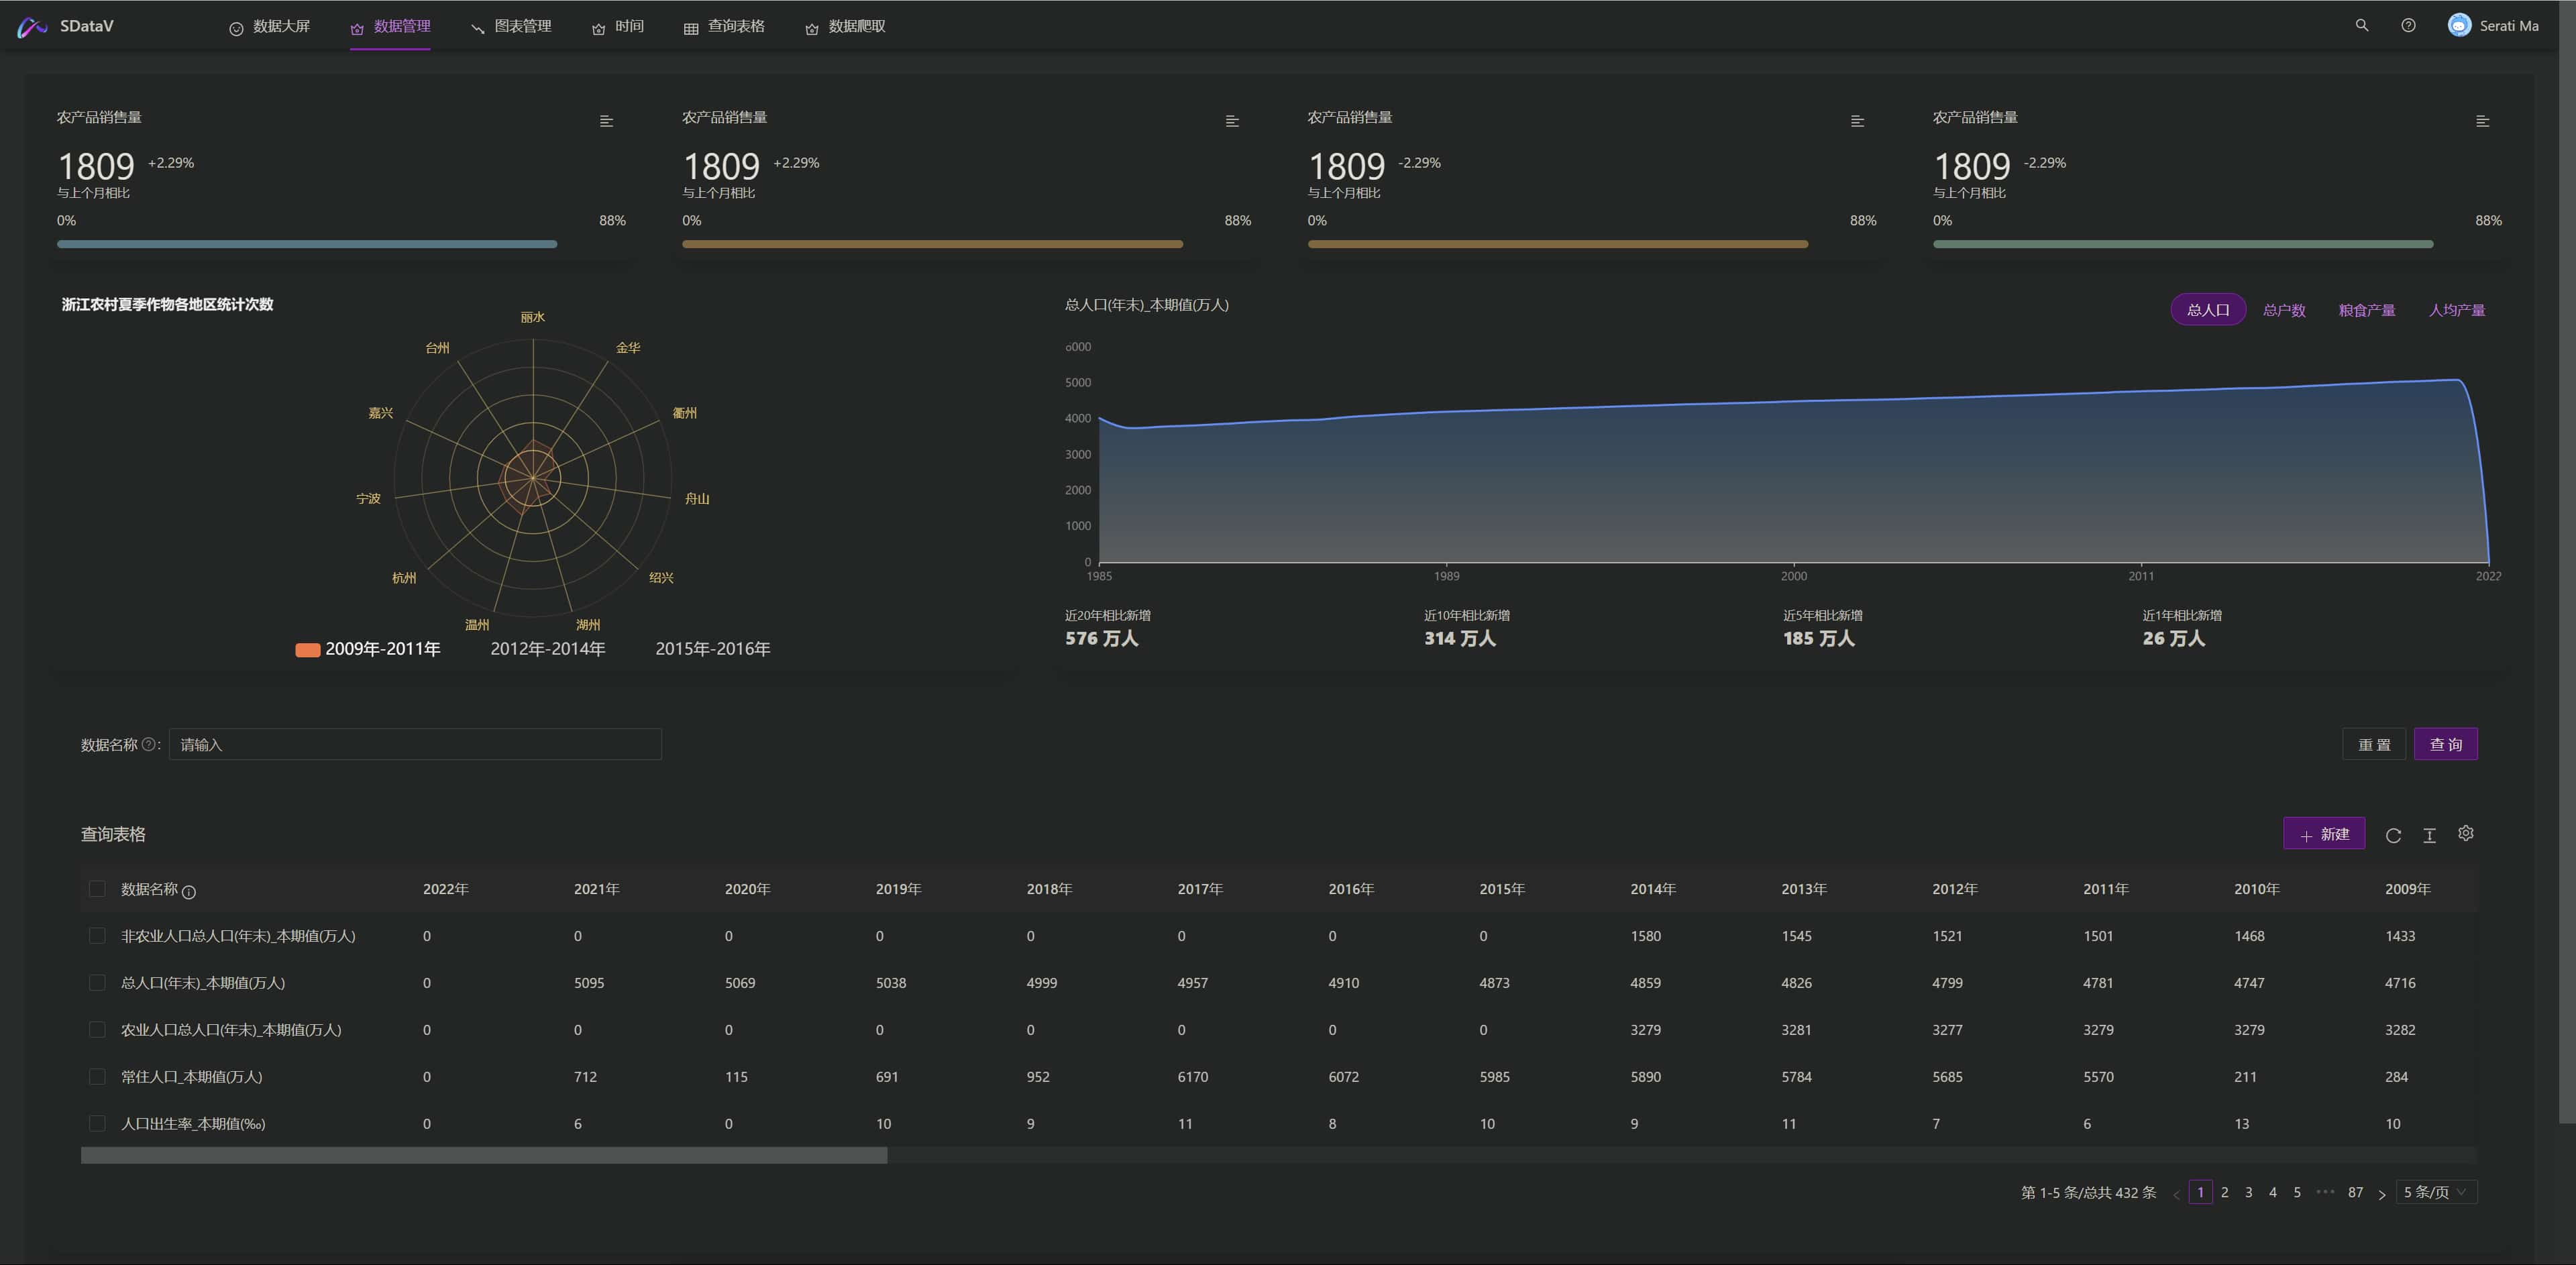 SDataV 数据大屏 数据管理 图表管理 时间 查询表格 数据爬取 Serati Ma
农产品销售量 农产品销售量 农产品销售量 农产品销售量
1809 +2.29% 1809 +2.29% 1809 -2.29% 1809 -2.29%
与上个月相比 与上个月相比 与上个月相比 与上个月相比
0% 88% 0% 88% 0% 88% 0% 88%
浙江农村夏季作物各地区统计次数
丽水
台州 金华
嘉兴 衢州
宁波 舟山
杭州 绍兴
温州 湖州
2009年-2011年 2012年-2014年 2015年-2016年
总人口(年末)_本期值(万人) 总人口 总户数 粮食产量 人均产量
6000
5000
4000
3000
2000
1000
0
1985 1989 2000 2011 2022
近20年相比新增 近10年相比新增 近5年相比新增 近1年相比新增
576 万人 314 万人 185 万人 26 万人
数据名称 : 请输入 重 置 查 询
查询表格 新建
数据名称 2022年 2021年 2020年 2019年 2018年 2017年 2016年 2015年 2014年 2013年 2012年 2011年 2010年 2009年
非农业人口总人口(年末)_本期值(万人) 0 0 0 0 0 0 0 0 1580 1545 1521 1501 1468 1433
总人口(年末)_本期值(万人) 0 5095 5069 5038 4999 4957 4910 4873 4859 4826 4799 4781 4747 4716
农业人口总人口(年末)_本期值(万人) 0 0 0 0 0 0 0 0 3279 3281 3277 3279 3279 3282
常住人口_本期值(万人) 0 712 115 691 952 6170 6072 5985 5890 5784 5685 5570 211 284
人口出生率_本期值(‰) 0 6 0 10 9 11 8 10 9 11 7 6 13 10
第 1-5 条/总共 432 条 1 2 3 4 5 ••• 87 5 条/页